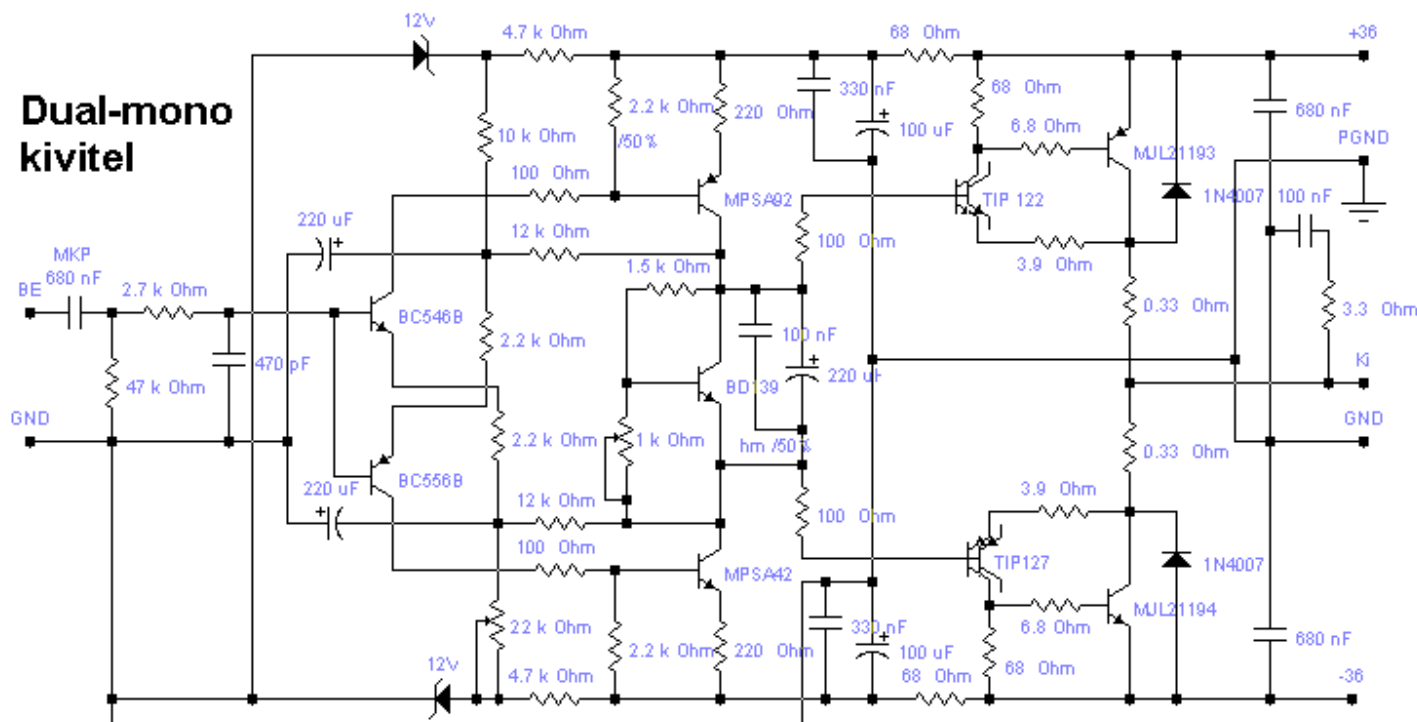 12V
4.7 k Ohm
68 Ohm
+36
Dual-mono
kivitel
10 k Ohm
2.2 k Ohm
/50 %
220 Ohm
330 nF
100 uF
68 Ohm
6.8 Ohm
MJL21193
680 nF
PGND
100 Ohm
MPSA92
TIP 122
1N4007
100 nF
220 uF
12 k Ohm
100 Ohm
3.9 Ohm
MKP
680 nF
BE
2.7 k Ohm
1.5 k Ohm
0.33 Ohm
3.3 Ohm
BC546B
2.2 k Ohm
100 nF
470 pF
47 k Ohm
BD139
220 uF
Ki
GND
2.2 k Ohm
1 k Ohm
hm /50 %
GND
0.33 Ohm
BC556B
220 uF
12 k Ohm
100 Ohm
3.9 Ohm
100 Ohm
MPSA42
TIP127
1N4007
MJL21194
22 k Ohm
2.2 k Ohm
220 Ohm
330 nF
100 uF
6.8 Ohm
68 Ohm
680 nF
12V
4.7 k Ohm
68 Ohm
-36